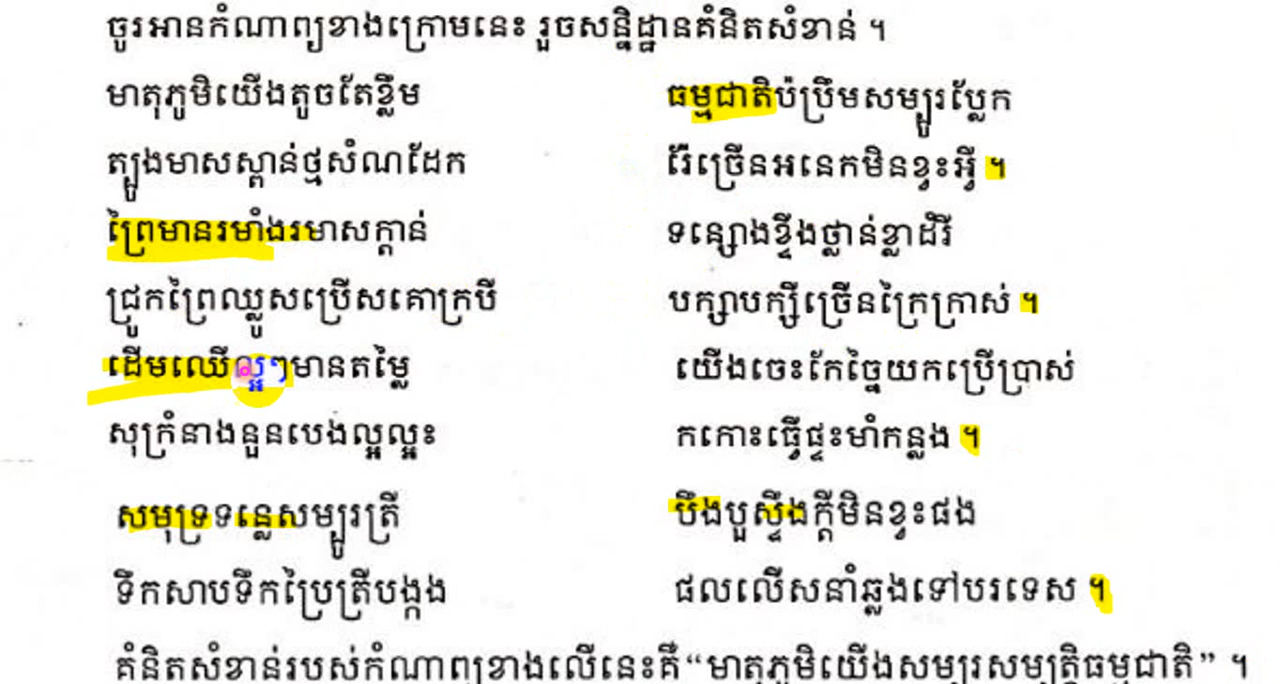 ចូរអានកំណាព្យខាងក្រោមនេះ រួចសន្និដ្ឋានគំនិតសំខាន់ ។
មាតុភូមិយើងតូចតែខ្លឹម ធម្មជាតិប៉ប្រឹមសម្បូរប្លែក
ត្បូងមាសស្ពាន់ថ្មសំណដែក រ៉ែច្រើនអនេកមិនខ្វះអ្វី ។
ព្រៃមានរមាំងរមាសក្តាន់ ទន្សោងខ្ទីងថ្លាន់ខ្លាដំរី
ជ្រូកព្រៃឈ្លូសប្រើសគោក្របី បក្សាបក្សីច្រើនក្រៃក្រាស់ ។
ដើមឈើល្អៗមានតម្លៃ យើងចេះកែច្នៃយកប្រើប្រាស់
សុក្រំនាងនួនបេងល្អល្អះ កកោះធ្វើផ្ទះមាំកន្លង ។
សមុទ្រទន្លេសម្បូរត្រី បឹងបួស្ទឹងក្តីមិនខ្វះផង
ទឹកសាបទឹកប្រៃត្រីបង្កង ផលលើសនាំឆ្លងទៅបរទេស ។
គំនិតសំខាន់របស់កំណាព្យខាងលើនេះគឺ “មាតុភូមិយើងសម្បូរសម្បត្តិធម្មជាតិ” ។